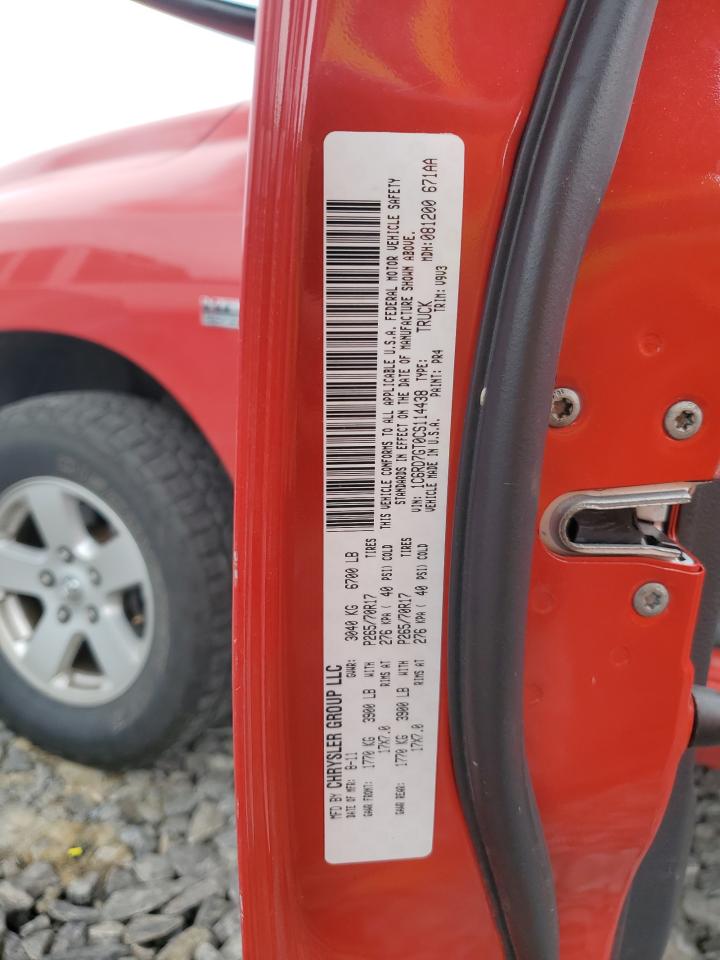 MFD BY CHRYSLER GROUP LLC
DATE OF MFR: 8-11 GVWR: 3040 KG 6700 LB
GAWR FRONT: WITH TIRES
1770 KG 3900 LB P265/70R17
RIMS AT
17X7.0 276 KPA ( 40 PSI) COLD
GAWR REAR: WITH TIRES
1770 KG 3900 LB P265/70R17
RIMS AT
17X7.0 276 KPA ( 40 PSI) COLD
THIS VEHICLE CONFORMS TO ALL APPLICABLE U.S.A. FEDERAL MOTOR VEHICLE SAFETY
STANDARDS IN EFFECT ON THE DATE OF MANUFACTURE SHOWN ABOVE.
VIN: 1C6RD7GT0CS114438 TYPE: TRUCK MDH:081200 671AA
VEHICLE MADE IN U.S.A. PAINT: PR4 TRIM: V9V3